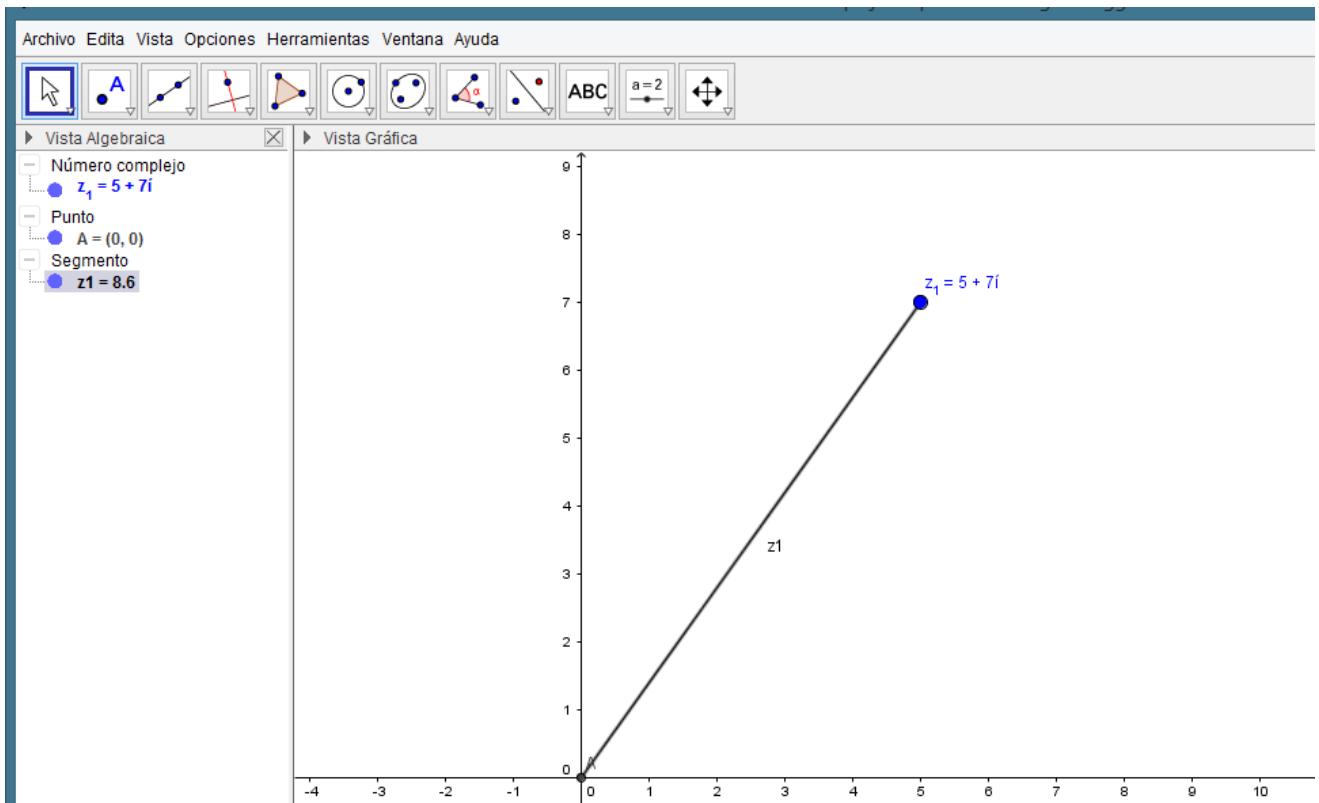 Archivo Edita Vista Opciones Herramientas Ventana Ayuda
A α ABC a = 2
Vista Algebraica
Vista Gráfica
Número complejo
z₁ = 5 + 7í
Punto
A = (0, 0)
Segmento
z1 = 8.6
9
8
z₁ = 5 + 7í
7
6
5
4
z1
3
2
1
0 A
-4 -3 -2 -1 0 1 2 3 4 5 6 7 8 9 10